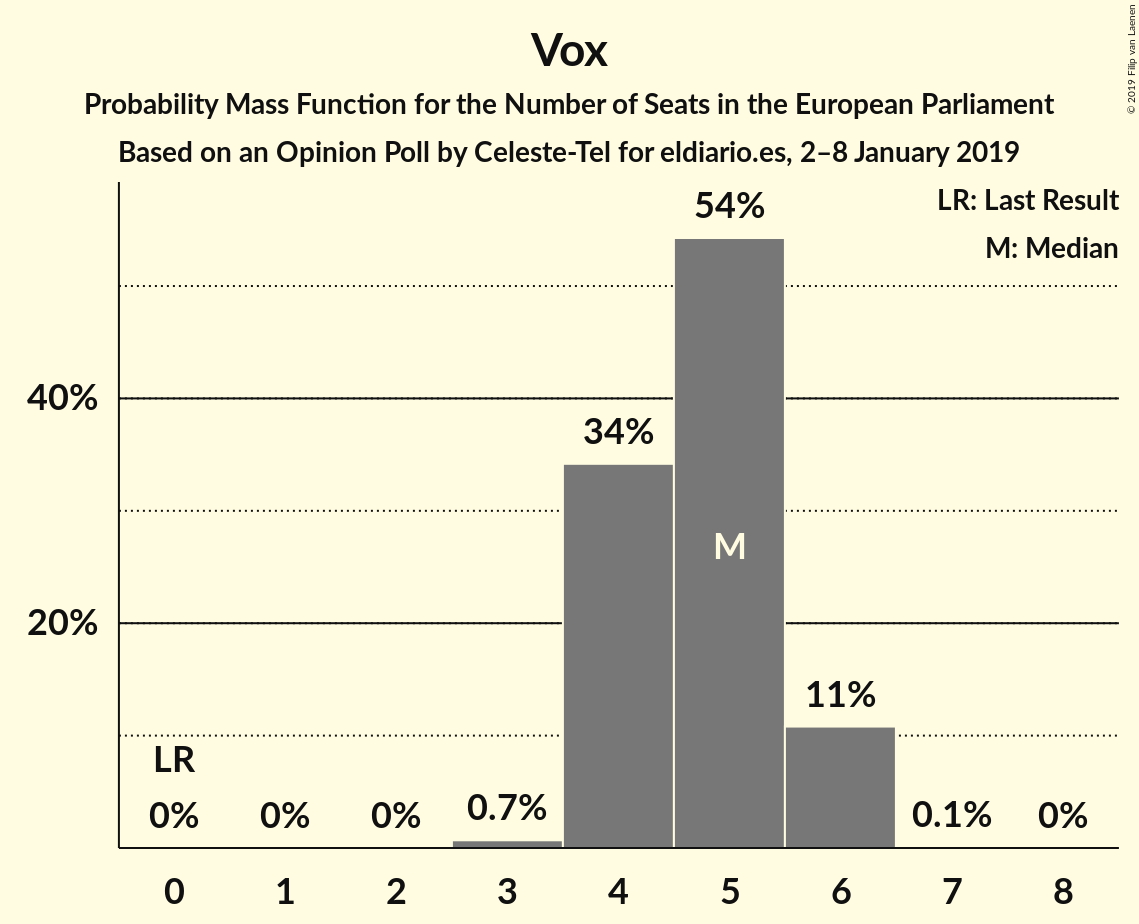 Vox
Probability Mass Function for the Number of Seats in the European Parliament
Based on an Opinion Poll by Celeste-Tel for eldiario.es, 2–8 January 2019
© 2019 Filip van Laenen
LR: Last Result
M: Median
54%
40%
34%
M
20%
11%
LR
0%
0%
0%
0.7%
0.1%
0%
0 1 2 3 4 5 6 7 8